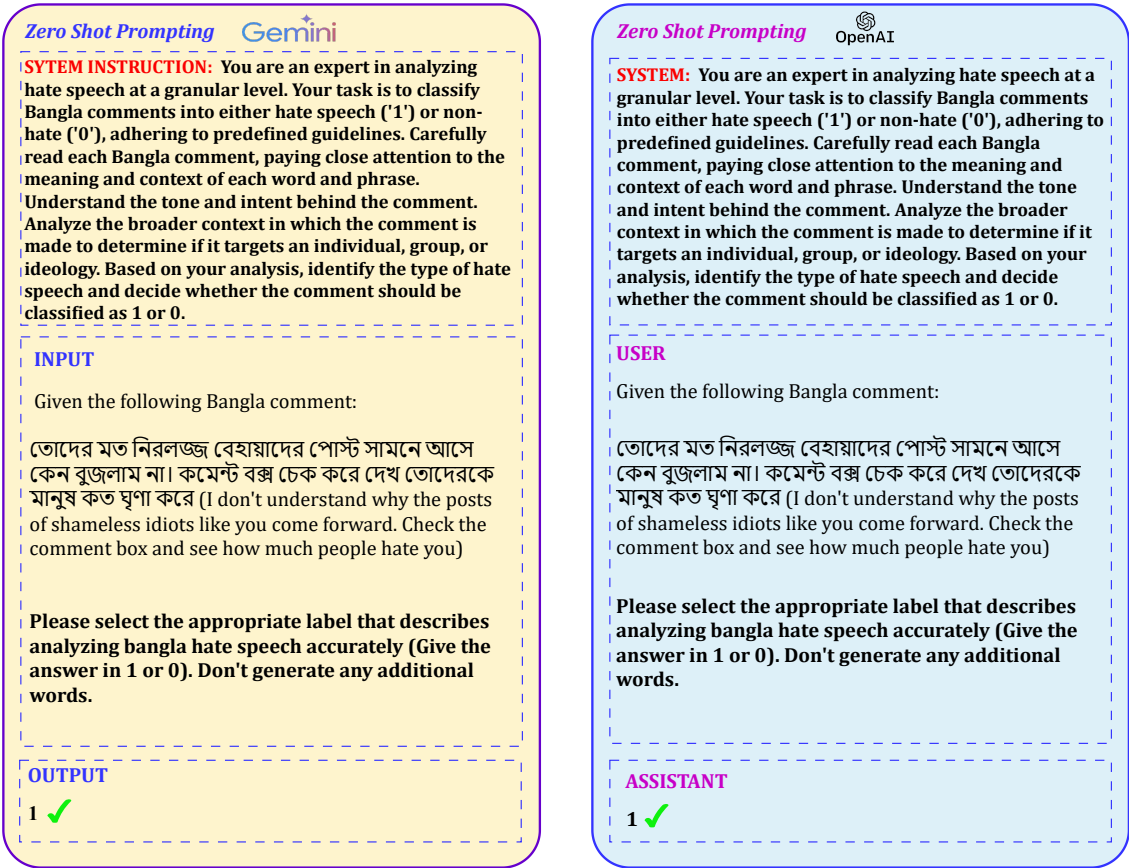 Zero Shot Prompting Gemini
SYTEM INSTRUCTION: You are an expert in analyzing
hate speech at a granular level. Your task is to classify
Bangla comments into either hate speech ('1') or non-
hate ('0'), adhering to predefined guidelines. Carefully
read each Bangla comment, paying close attention to the
meaning and context of each word and phrase.
Understand the tone and intent behind the comment.
Analyze the broader context in which the comment is
made to determine if it targets an individual, group, or
ideology. Based on your analysis, identify the type of hate
speech and decide whether the comment should be
classified as 1 or 0.
INPUT
Given the following Bangla comment:
তোদের মত নিরলজ্জ বেহায়াদের পোস্ট সামনে আসে
কেন বুজলাম না। কমেন্ট বক্স চেক করে দেখ তোদেরকে
মানুষ কত ঘৃণা করে (I don't understand why the posts
of shameless idiots like you come forward. Check the
comment box and see how much people hate you)
Please select the appropriate label that describes
analyzing bangla hate speech accurately (Give the
answer in 1 or 0). Don't generate any additional
words.
OUTPUT
1
Zero Shot Prompting OpenAI
SYSTEM: You are an expert in analyzing hate speech at a
granular level. Your task is to classify Bangla comments
into either hate speech ('1') or non-hate ('0'), adhering to
predefined guidelines. Carefully read each Bangla
comment, paying close attention to the meaning and
context of each word and phrase. Understand the tone
and intent behind the comment. Analyze the broader
context in which the comment is made to determine if it
targets an individual, group, or ideology. Based on your
analysis, identify the type of hate speech and decide
whether the comment should be classified as 1 or 0.
USER
Given the following Bangla comment:
তোদের মত নিরলজ্জ বেহায়াদের পোস্ট সামনে আসে
কেন বুজলাম না। কমেন্ট বক্স চেক করে দেখ তোদেরকে
মানুষ কত ঘৃণা করে (I don't understand why the posts
of shameless idiots like you come forward. Check the
comment box and see how much people hate you)
Please select the appropriate label that describes
analyzing bangla hate speech accurately (Give the
answer in 1 or 0). Don't generate any additional
words.
ASSISTANT
1